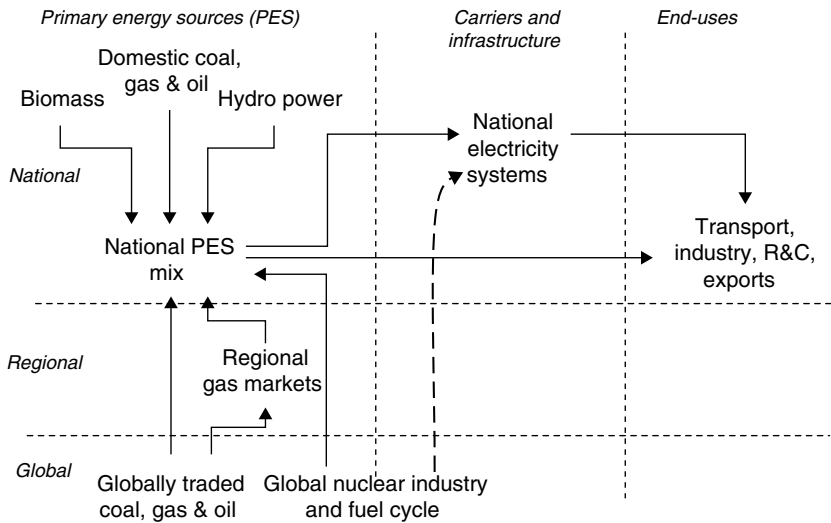 Primary energy sources (PES)
Carriers and
infrastructure
End-uses
Domestic coal,
gas & oil
Biomass
Hydro power
National
National
electricity
systems
National PES
mix
Transport,
industry, R&C,
exports
Regional
Regional
gas markets
Global
Globally traded
coal, gas & oil
Global nuclear industry
and fuel cycle